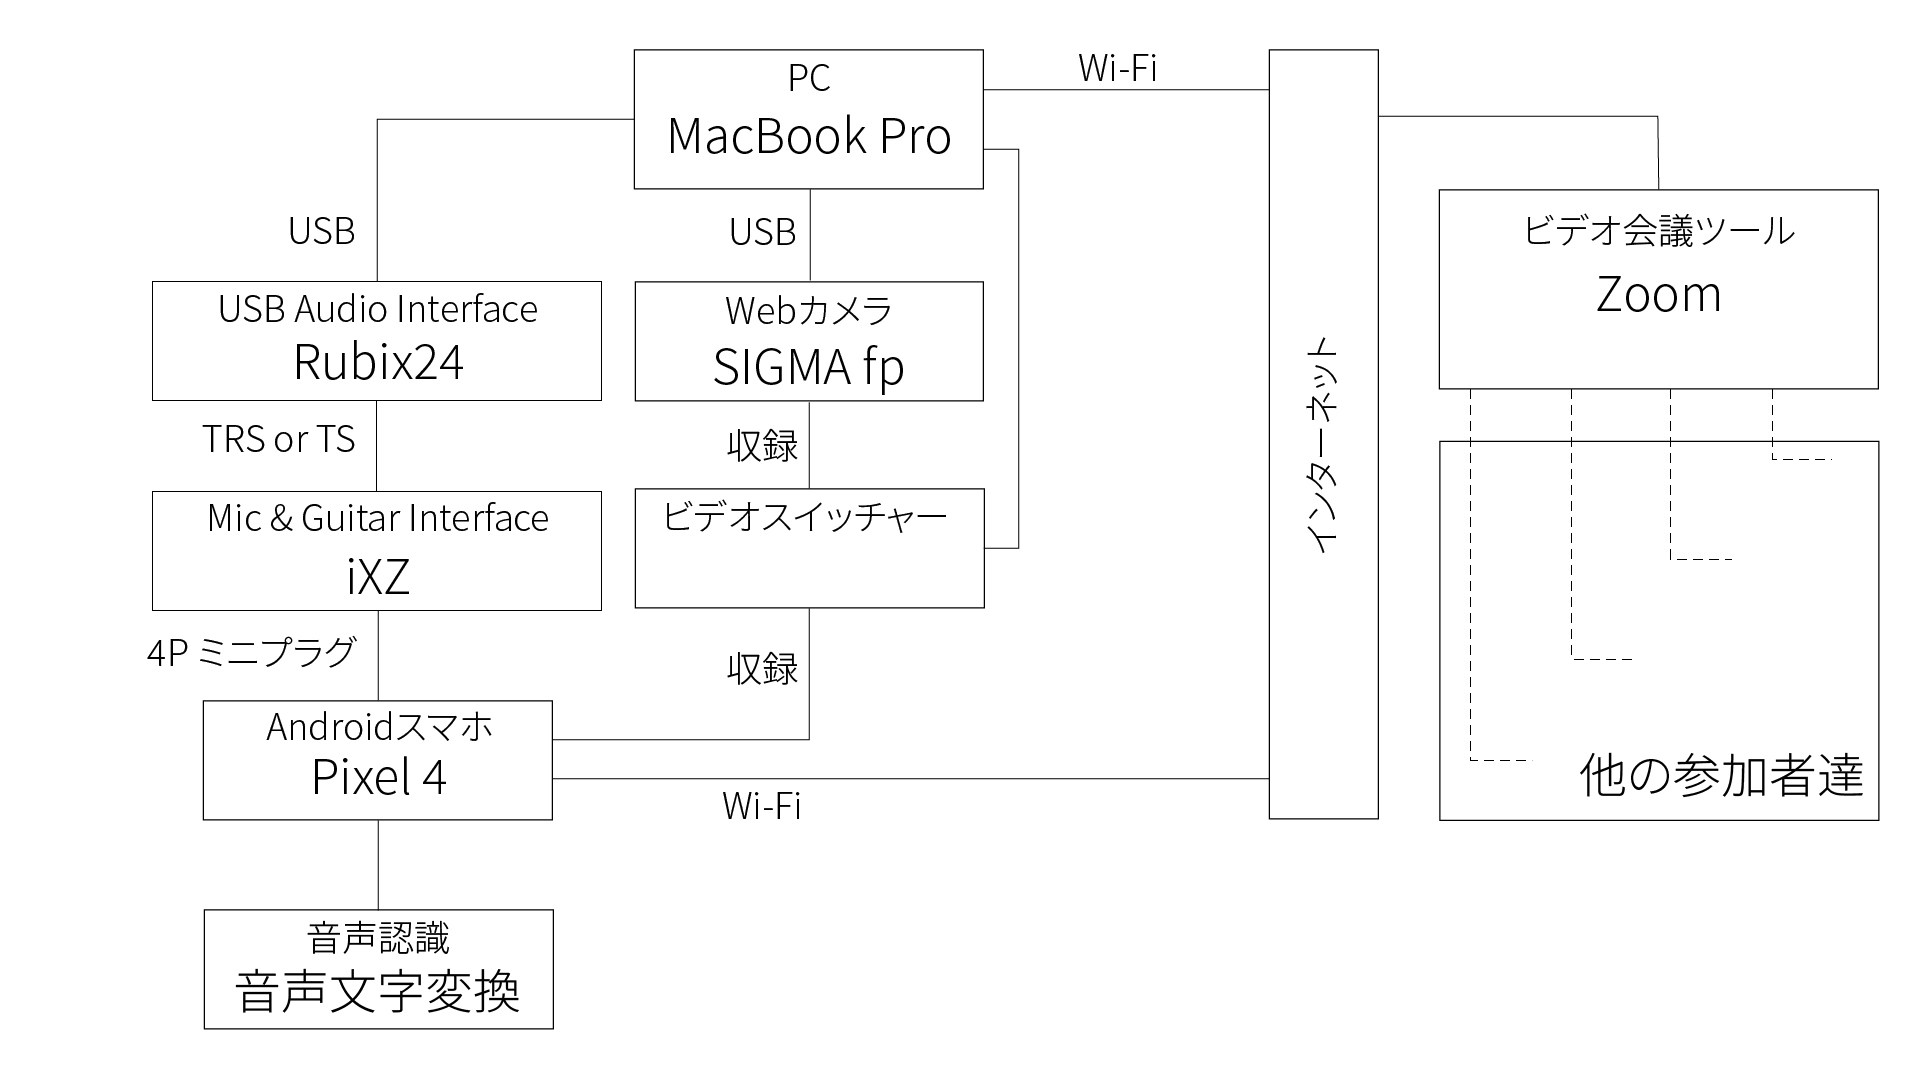 PC
MacBook Pro
Wi-Fi
USB
USB
ビデオ会議ツール
Zoom
USB Audio Interface
Rubix24
Webカメラ
SIGMA fp
インターネット
TRS or TS
収録
Mic & Guitar Interface
iXZ
ビデオスイッチャー
4P ミニプラグ
収録
Androidスマホ
Pixel 4
Wi-Fi
他の参加者達
音声認識
音声文字変換